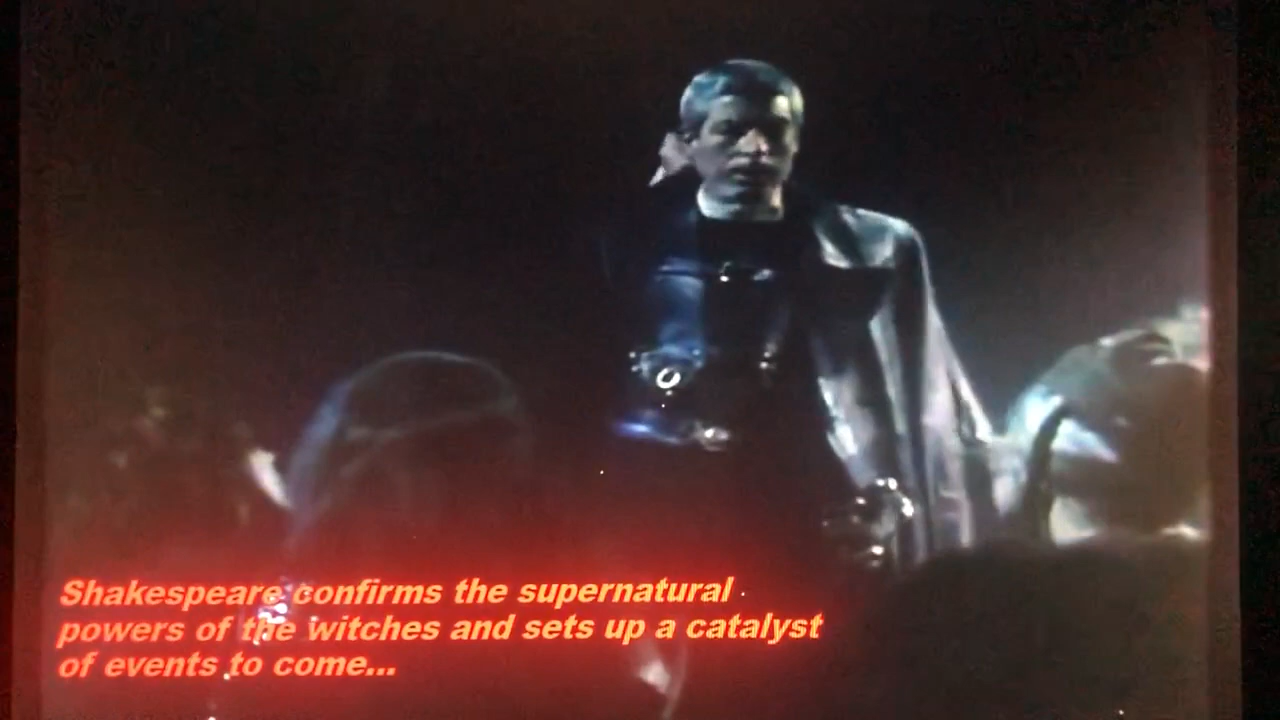 Shakespeare confirms the supernatural
powers of the witches and sets up a catalyst
of events to come...